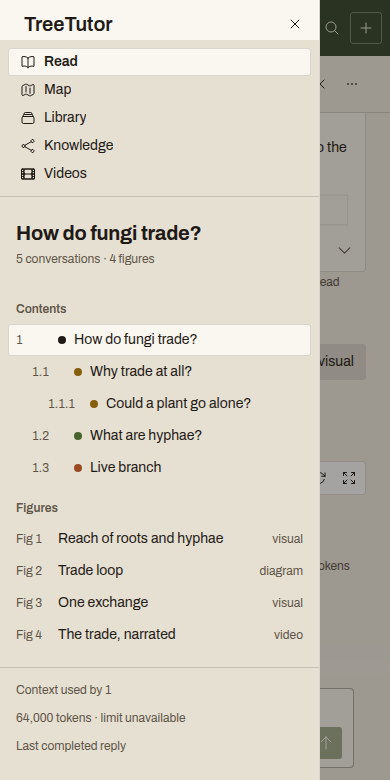 TreeTutor
Read
Map
Library
Knowledge
Videos
How do fungi trade?
5 conversations · 4 figures
Contents
1 How do fungi trade?
1.1 Why trade at all?
1.1.1 Could a plant go alone?
1.2 What are hyphae?
1.3 Live branch
Figures
Fig 1 Reach of roots and hyphae visual
Fig 2 Trade loop diagram
Fig 3 One exchange visual
Fig 4 The trade, narrated video
Context used by 1
64,000 tokens · limit unavailable
Last completed reply
the
visual